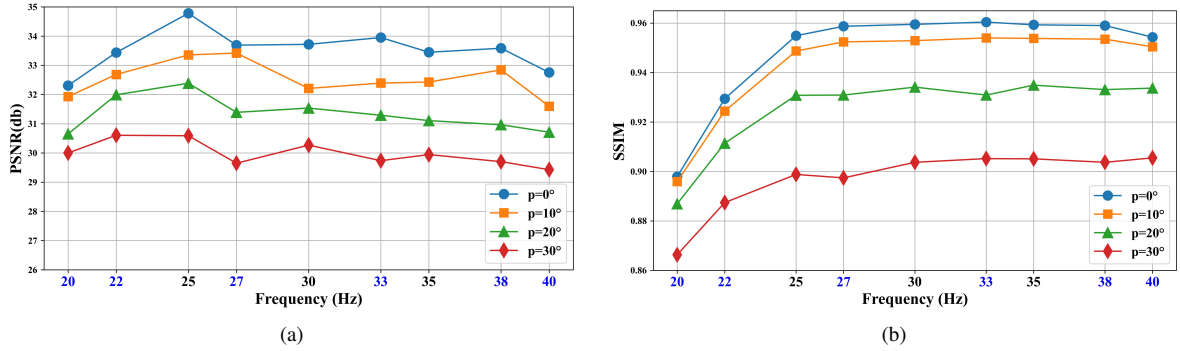 35
34
33
32
31
30
29
28
27
26
PSNR(db)
20 22 25 27 30 33 35 38 40
Frequency (Hz)
p=0°
p=10°
p=20°
p=30°
(a)
0.96
0.94
0.92
0.90
0.88
0.86
SSIM
20 22 25 27 30 33 35 38 40
Frequency (Hz)
p=0°
p=10°
p=20°
p=30°
(b)